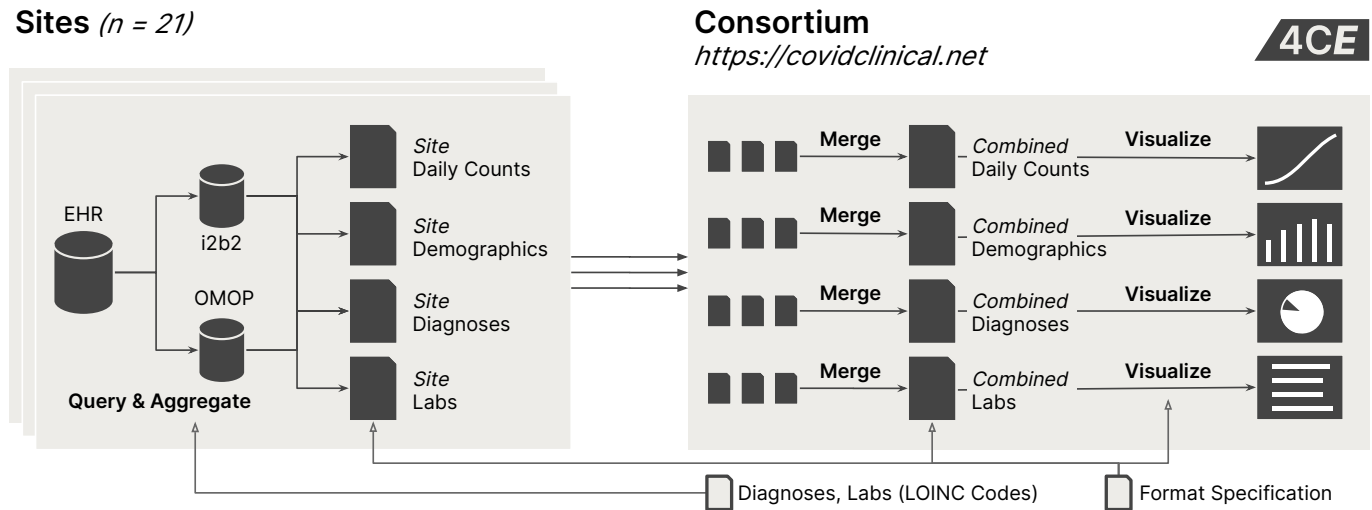 Sites (n = 21)
Consortium
https://covidclinical.net
4CE
EHR
i2b2
OMOP
Query & Aggregate
Site
Daily Counts
Site
Demographics
Site
Diagnoses
Site
Labs
Merge
Combined
Daily Counts
Visualize
Merge
Combined
Demographics
Visualize
Merge
Combined
Diagnoses
Visualize
Merge
Combined
Labs
Visualize
Diagnoses, Labs (LOINC Codes)
Format Specification